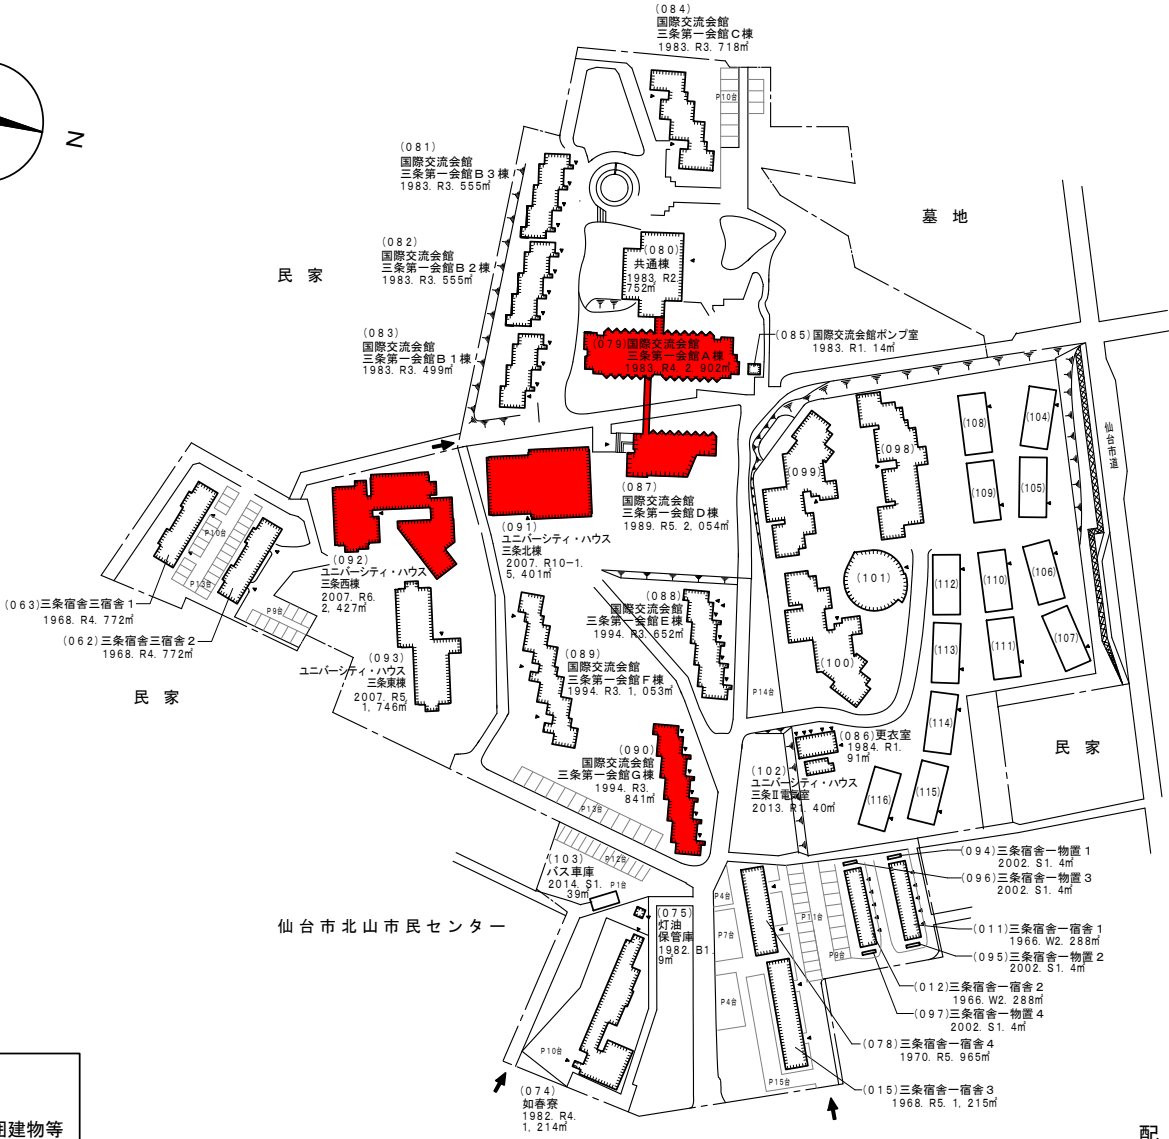 (084)
国際交流会館
三条第一会館C棟
1983. R3. 718㎡
P10台
N
(081)
国際交流会館
三条第一会館B3棟
1983. R3. 555㎡
墓 地
(082)
国際交流会館
三条第一会館B2棟
1983. R3. 555㎡
民 家
(080)
共通棟
1983. R2
752㎡
(083)
国際交流会館
三条第一会館B1棟
1983. R3. 499㎡
(079)国際交流会館
三条第一会館A棟
1983. R4. 2, 902㎡
(085)国際交流会館ポンプ室
1983. R1. 14㎡
(108)
(104)
仙台市道
(098)
(099)
(109)
(105)
(087)
国際交流会館
三条第一会館D棟
1989. R5. 2, 054㎡
(091)
ユニバーシティ・ハウス
三条北棟
2007. R10-1.
5, 401㎡
P10台
P13台
P9台
(092)
ユニバーシティ・ハウス
三条西棟
2007. R6.
2, 427㎡
(101)
(112)
(110)
(106)
(063)三条宿舎三宿舎1
1968. R4. 772㎡
(062)三条宿舎三宿舎2
1968. R4. 772㎡
(088)
国際交流会館
三条第一会館E棟
1994. R3. 652㎡
(107)
(113)
(111)
(100)
(093)
ユニバーシティ・ハウス
三条東棟
2007. R5
1, 746㎡
(089)
国際交流会館
三条第一会館F棟
1994. R3. 1, 053㎡
P14台
民 家
(114)
民 家
(086)更衣室
1984. R1.
91㎡
(090)
国際交流会館
三条第一会館G棟
1994. R3.
841㎡
(102)
ユニバーシティ・ハウス
三条Ⅱ電気室
2013. R1. 40㎡
(116)
(115)
P13台
P12台
(103)
バス車庫
2014. S1.
39㎡
P1台
(094)三条宿舎一物置1
2002. S1. 4㎡
(096)三条宿舎一物置3
2002. S1. 4㎡
P4台
P11台
仙台市北山市民センター
(075)
灯油
保管庫
1982. B1.
9㎡
P7台
(011)三条宿舎一宿舎1
1966. W2. 288㎡
P9台
(095)三条宿舎一物置2
2002. S1. 4㎡
(012)三条宿舎一宿舎2
1966. W2. 288㎡
P4台
(097)三条宿舎一物置4
2002. S1. 4㎡
(078)三条宿舎一宿舎4
1970. R5. 965㎡
P10台
P15台
(015)三条宿舎一宿舎3
1968. R5. 1, 215㎡
(074)
如春寮
1982. R4.
1, 214㎡
建物等
配